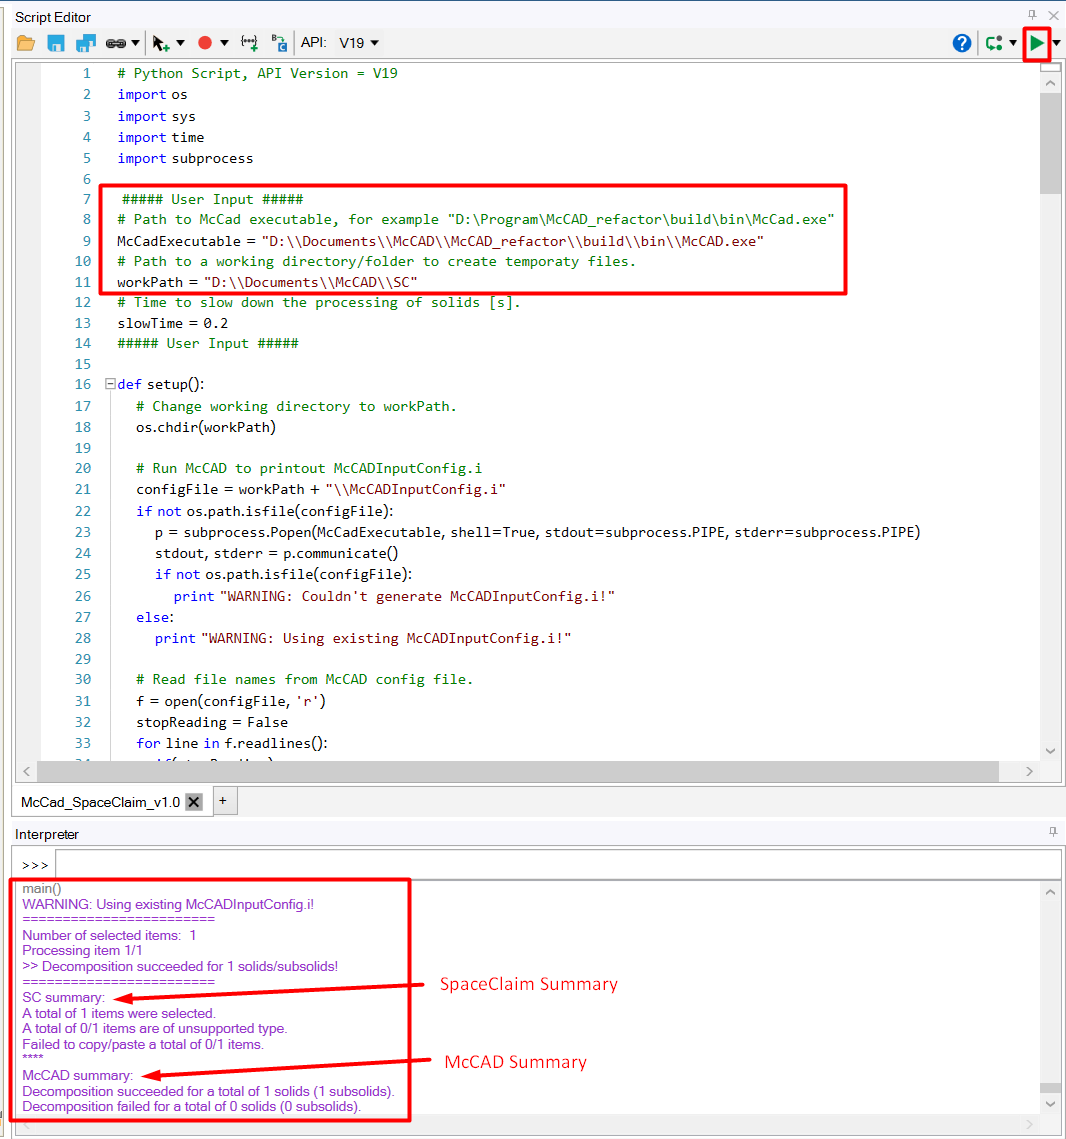 Script Editor
API: V19
1 # Python Script, API Version = V19
2 import os
3 import sys
4 import time
5 import subprocess
6
7 ##### User Input #####
8 # Path to McCad executable, for example "D:\Program\McCAD_refactor\build\bin\McCad.exe"
9 McCadExecutable = "D:\\Documents\\McCAD\\McCAD_refactor\\build\\bin\\McCAD.exe"
10 # Path to a working directory/folder to create temporaty files.
11 workPath = "D:\\Documents\\McCAD\\SC"
12 # Time to slow down the processing of solids [s].
13 slowTime = 0.2
14 ##### User Input #####
15
16 def setup():
17 # Change working directory to workPath.
18 os.chdir(workPath)
19
20 # Run McCAD to printout McCADInputConfig.i
21 configFile = workPath + "\\McCADInputConfig.i"
22 if not os.path.isfile(configFile):
23 p = subprocess.Popen(McCadExecutable, shell=True, stdout=subprocess.PIPE, stderr=subprocess.PIPE)
24 stdout, stderr = p.communicate()
25 if not os.path.isfile(configFile):
26 print "WARNING: Couldn't generate McCADInputConfig.i!"
27 else:
28 print "WARNING: Using existing McCADInputConfig.i!"
29
30 # Read file names from McCAD config file.
31 f = open(configFile, 'r')
32 stopReading = False
33 for line in f.readlines():
McCad_SpaceClaim_v1.0
+
Interpreter
>>>
main()
WARNING: Using existing McCADInputConfig.i!
========================
Number of selected items:  1
Processing item 1/1
>> Decomposition succeeded for 1 solids/subsolids!
========================
SC summary:
SpaceClaim Summary
A total of 1 items were selected.
A total of 0/1 items are of unsupported type.
Failed to copy/paste a total of 0/1 items.
****
McCAD summary:
McCAD Summary
Decomposition succeeded for a total of 1 solids (1 subsolids).
Decomposition failed for a total of 0 solids (0 subsolids).